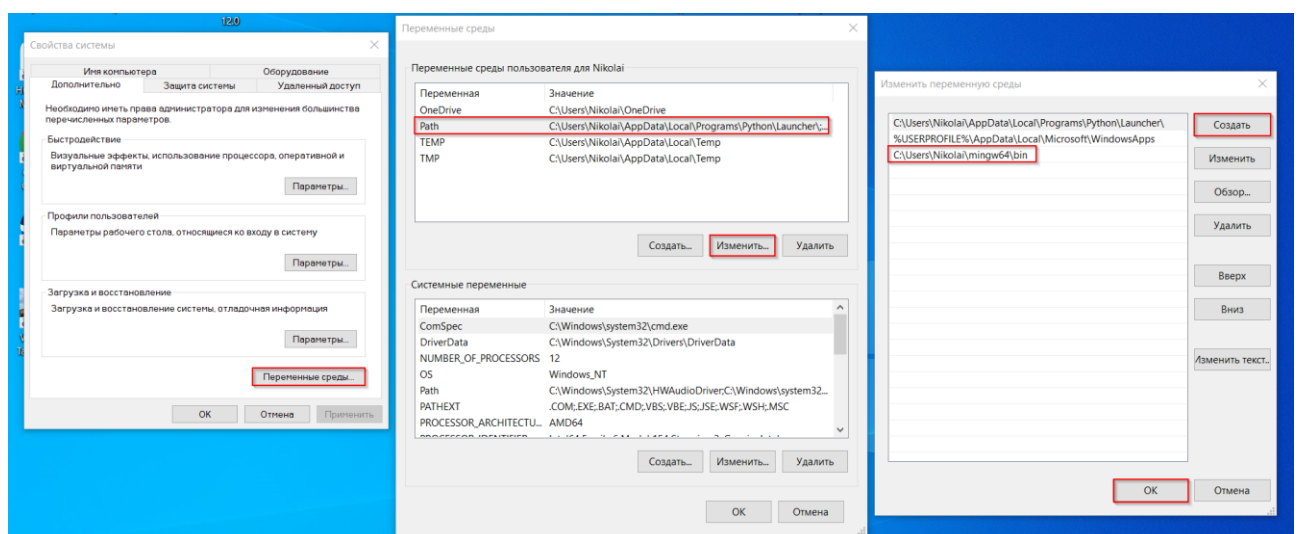 12.0
Свойства системы
Имя компьютера
Оборудование
Дополнительно
Защита системы
Удаленный доступ
Необходимо иметь права администратора для изменения большинства
перечисленных параметров.
Быстродействие
Визуальные эффекты, использование процессора, оперативной и
виртуальной памяти
Параметры...
Профили пользователей
Параметры рабочего стола, относящиеся ко входу в систему
Параметры...
Загрузка и восстановление
Загрузка и восстановление системы, отладочная информация
Параметры...
Переменные среды...
ОК
Отмена
Применить
Переменные среды
Переменные среды пользователя для Nikolai
Переменная Значение
OneDrive C:\Users\Nikolai\OneDrive
Path C:\Users\Nikolai\AppData\Local\Programs\Python\Launcher\;...
TEMP C:\Users\Nikolai\AppData\Local\Temp
TMP C:\Users\Nikolai\AppData\Local\Temp
Создать... Изменить... Удалить
Системные переменные
Переменная Значение
ComSpec C:\Windows\system32\cmd.exe
DriverData C:\Windows\System32\Drivers\DriverData
NUMBER_OF_PROCESSORS 12
OS Windows_NT
Path C:\Windows\System32\HWAudioDriver;C:\Windows\system32...
PATHEXT .COM;.EXE;.BAT;.CMD;.VBS;.VBE;.JS;.JSE;.WSF;.WSH;.MSC
PROCESSOR_ARCHITECTU... AMD64
Создать... Изменить... Удалить
ОК Отмена
Изменить переменную среды
C:\Users\Nikolai\AppData\Local\Programs\Python\Launcher\
%USERPROFILE%\AppData\Local\Microsoft\WindowsApps
C:\Users\Nikolai\mingw64\bin
Создать
Изменить
Обзор...
Удалить
Вверх
Вниз
Изменить текст..
ОК
Отмена